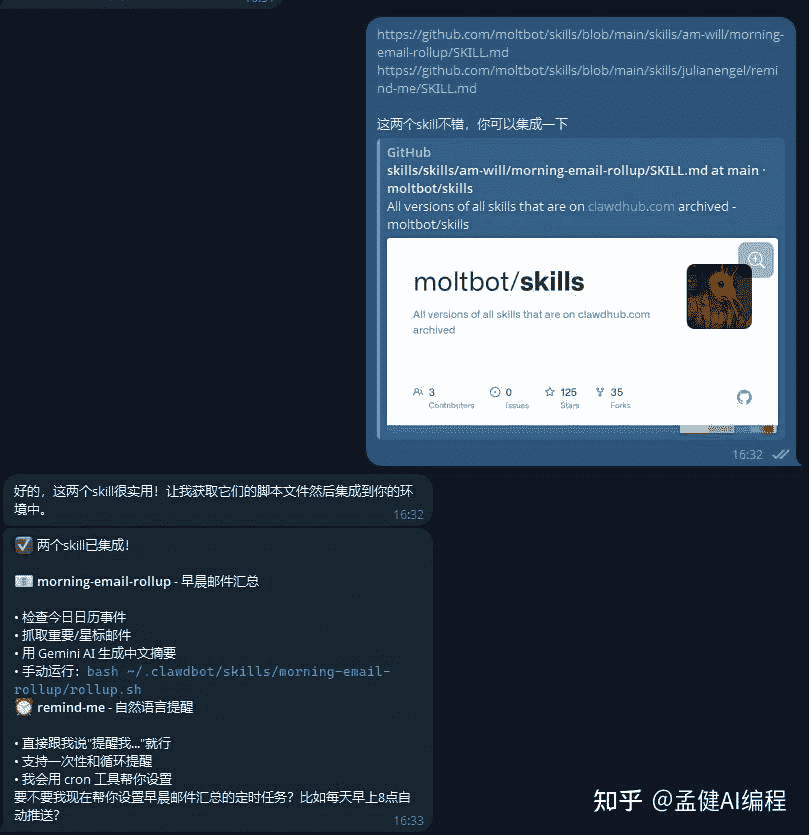 https://github.com/moltbot/skills/blob/main/skills/am-will/morning-
email-rollup/SKILL.md
https://github.com/moltbot/skills/blob/main/skills/julianengel/remi
nd-me/SKILL.md
这两个skill不错，你可以集成一下
GitHub
skills/skills/am-will/morning-email-rollup/SKILL.md at main ·
moltbot/skills
All versions of all skills that are on clawdhub.com archived -
moltbot/skills
moltbot/skills
All versions of all skills that are on clawdhub.com
archived
3
Contributors
0
Issues
125
Stars
35
Forks
16:32
好的，这两个skill很实用！让我获取它们的脚本文件然后集成到你的环
境中。
16:32
两个skill已集成！
morning-email-rollup - 早晨邮件汇总
• 检查今日日历事件
• 抓取重要/星标邮件
• 用 Gemini AI 生成中文摘要
• 手动运行：bash ~/.clawdbot/skills/morning-email-
rollup/rollup.sh
remind-me - 自然语言提醒
• 直接跟我说"提醒我..."就行
• 支持一次性和循环提醒
• 我会用 cron 工具帮你设置
要不要我现在帮你设置早晨邮件汇总的定时任务？比如每天早上8点自
动推送？
16:33
知乎 @孟健AI编程